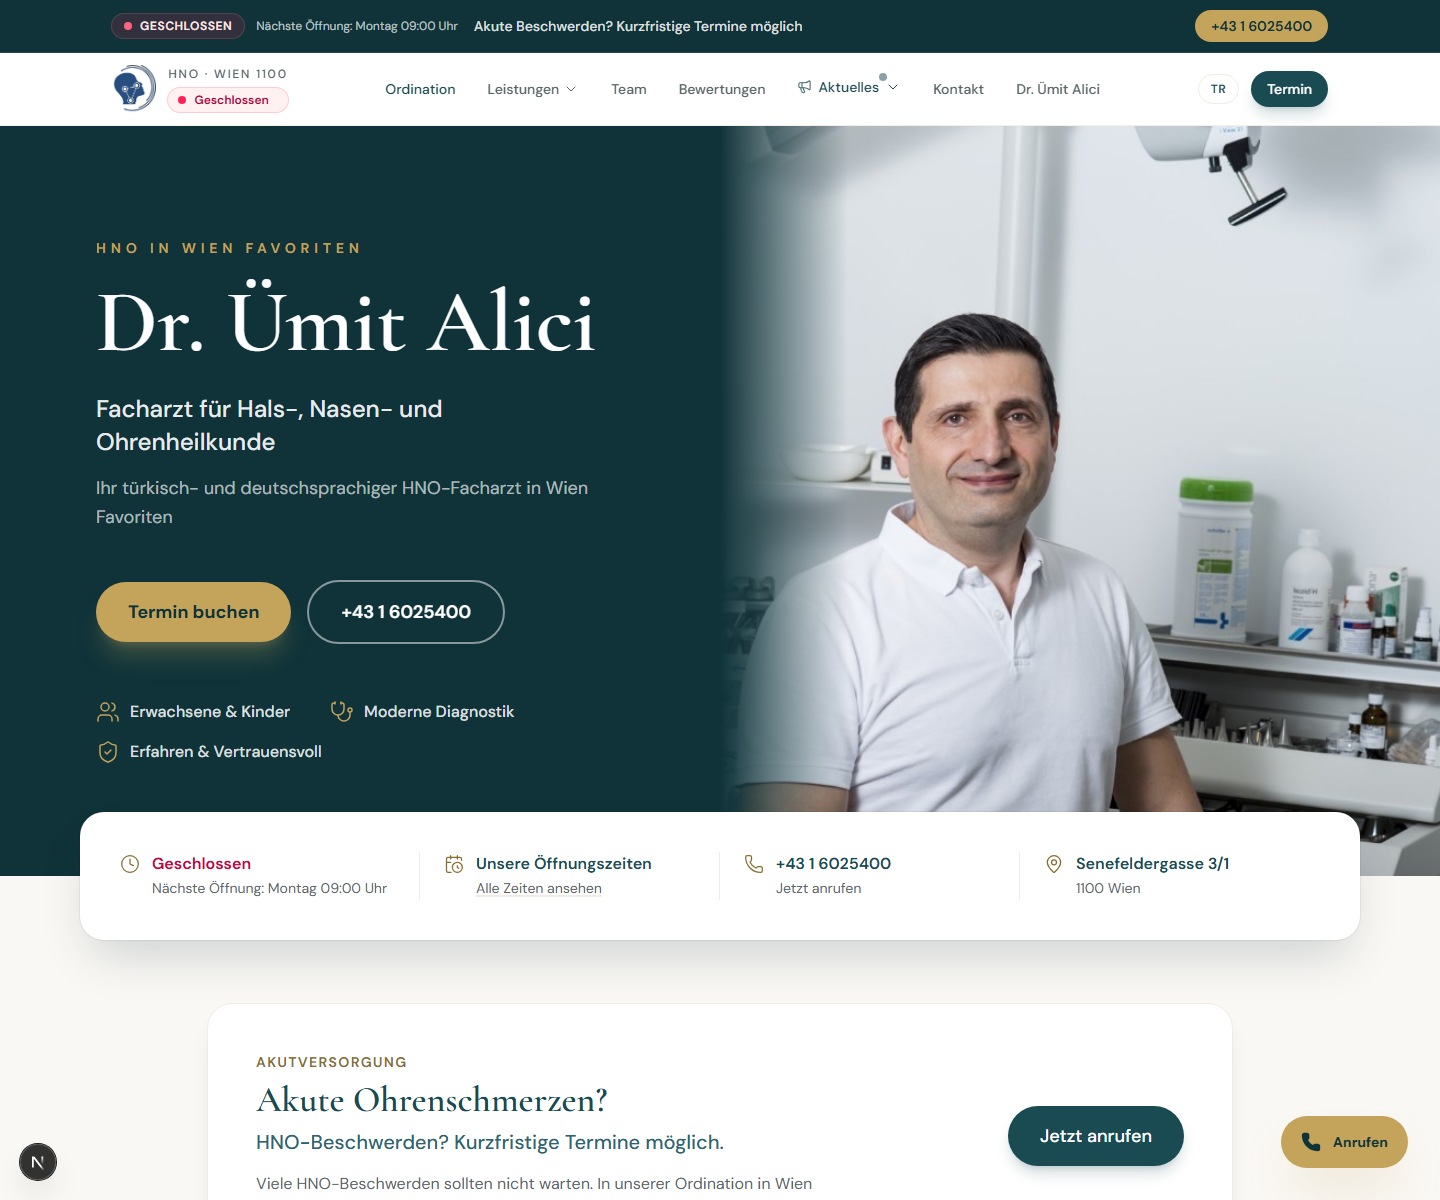 GESCHLOSSEN
Nächste Öffnung: Montag 09:00 Uhr
Akute Beschwerden? Kurzfristige Termine möglich
+43 1 6025400
HNO · WIEN 1100
Geschlossen
Ordination
Leistungen
Team
Bewertungen
Aktuelles
Kontakt
Dr. Ümit Alici
TR
Termin
HNO IN WIEN FAVORITEN
Dr. Ümit Alici
Facharzt für Hals-, Nasen- und
Ohrenheilkunde
Ihr türkisch- und deutschsprachiger HNO-Facharzt in Wien
Favoriten
Termin buchen
+43 1 6025400
Erwachsene & Kinder
Moderne Diagnostik
Erfahren & Vertrauensvoll
Geschlossen
Nächste Öffnung: Montag 09:00 Uhr
Unsere Öffnungszeiten
Alle Zeiten ansehen
+43 1 6025400
Jetzt anrufen
Senefeldergasse 3/1
1100 Wien
AKUTVERSORGUNG
Akute Ohrenschmerzen?
HNO-Beschwerden? Kurzfristige Termine möglich.
Viele HNO-Beschwerden sollten nicht warten. In unserer Ordination in Wien
Jetzt anrufen
Anrufen
N